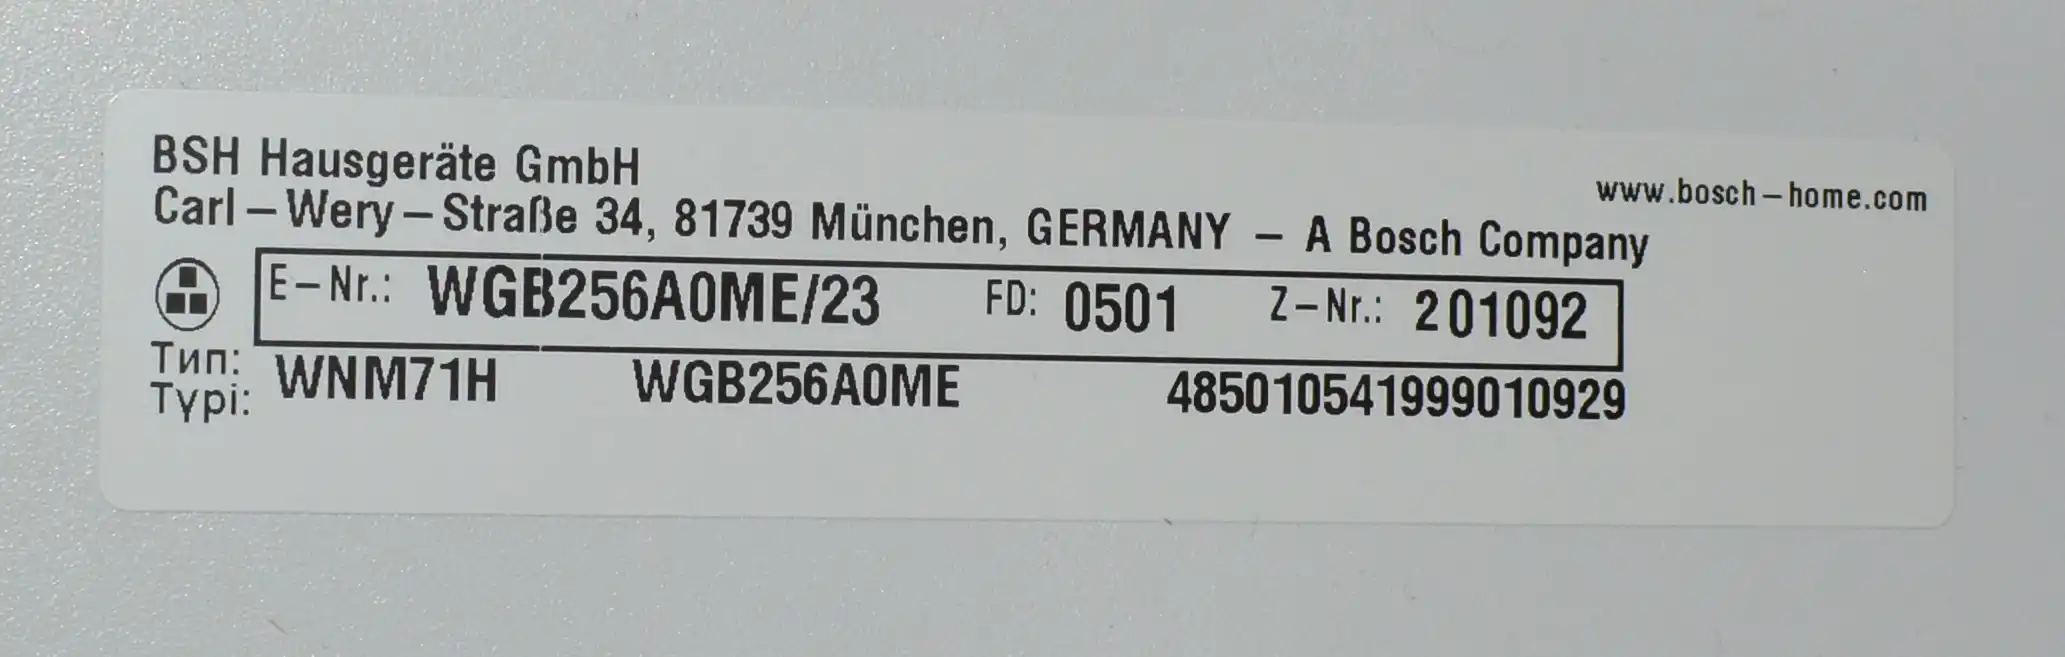 BSH Hausgeräte GmbH
www.bosch-home.com
Carl-Wery-Straße 34, 81739 München, GERMANY - A Bosch Company
E-Nr.: WGB256A0ME/23 FD: 0501 Z-Nr.: 201092
Тип: WNM71H WGB256A0ME 485010541999010929
Typi: